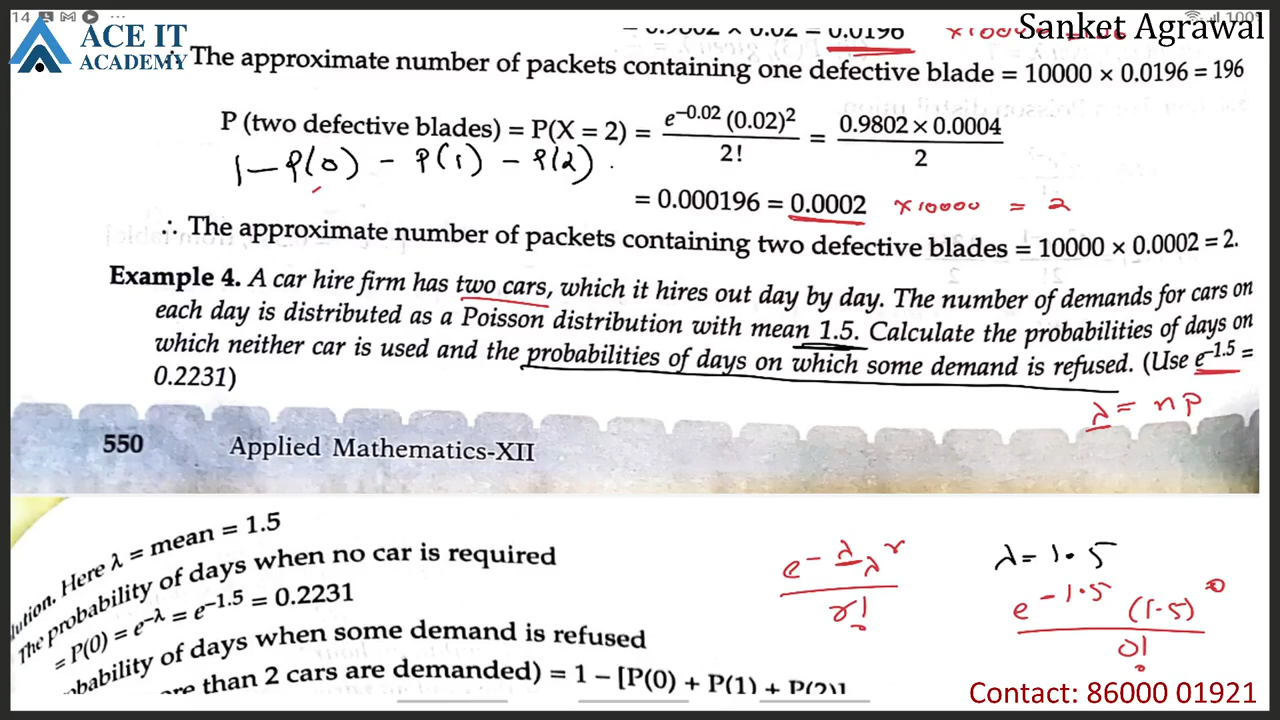 14 M ... 100%
ACE IT
ACADEMY
Sanket Agrawal
× 0.02 = 0.0196
∴ The approximate number of packets containing one defective blade = 10000 × 0.0196 = 196
P (two defective blades) = P(X = 2) = e^–0.02 (0.02)^2 / 2! = 0.9802 × 0.0004 / 2
1 – P(0) – P(1) – P(2)
= 0.000196 = 0.0002 ×10000 = 2
∴ The approximate number of packets containing two defective blades = 10000 × 0.0002 = 2.
Example 4. A car hire firm has two cars, which it hires out day by day. The number of demands for cars on
each day is distributed as a Poisson distribution with mean 1.5. Calculate the probabilities of days on
which neither car is used and the probabilities of days on which some demand is refused. (Use e^–1.5 =
0.2231)
λ = np
550 Applied Mathematics-XII
lution. Here λ = mean = 1.5
The probability of days when no car is required
= P(0) = e^–λ = e^–1.5 = 0.2231
obability of days when some demand is refused
ore than 2 cars are demanded) = 1 – [P(0) + P(1) + P(2)]
e^–λ λ^r / r!
λ = 1.5
e^–1.5 (1.5)^0 / 0!
Contact: 86000 01921